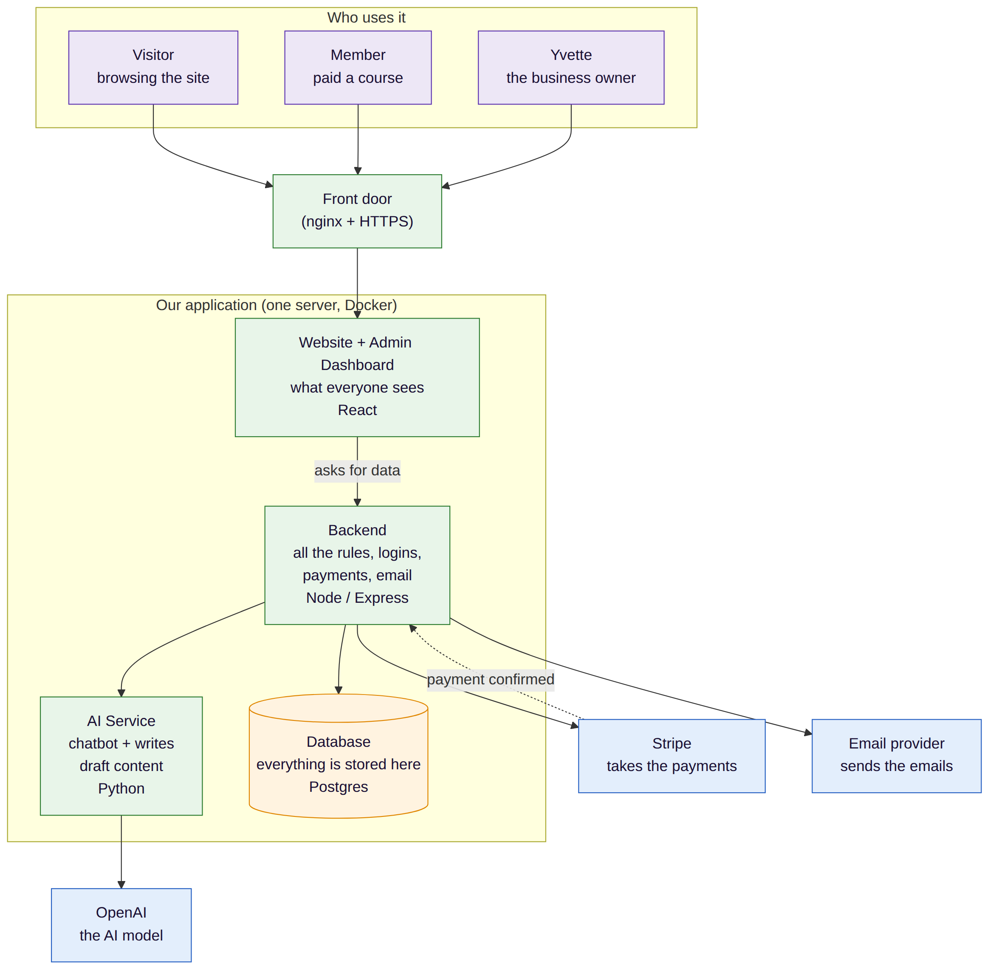 Who uses it
Visitor
browsing the site
Member
paid a course
Yvette
the business owner
Front door
(nginx + HTTPS)
Our application (one server, Docker)
Website + Admin
Dashboard
what everyone sees
React
asks for data
Backend
all the rules, logins,
payments, email
Node / Express
payment confirmed
AI Service
chatbot + writes
draft content
Python
Database
everything is stored here
Postgres
Stripe
takes the payments
Email provider
sends the emails
OpenAI
the AI model